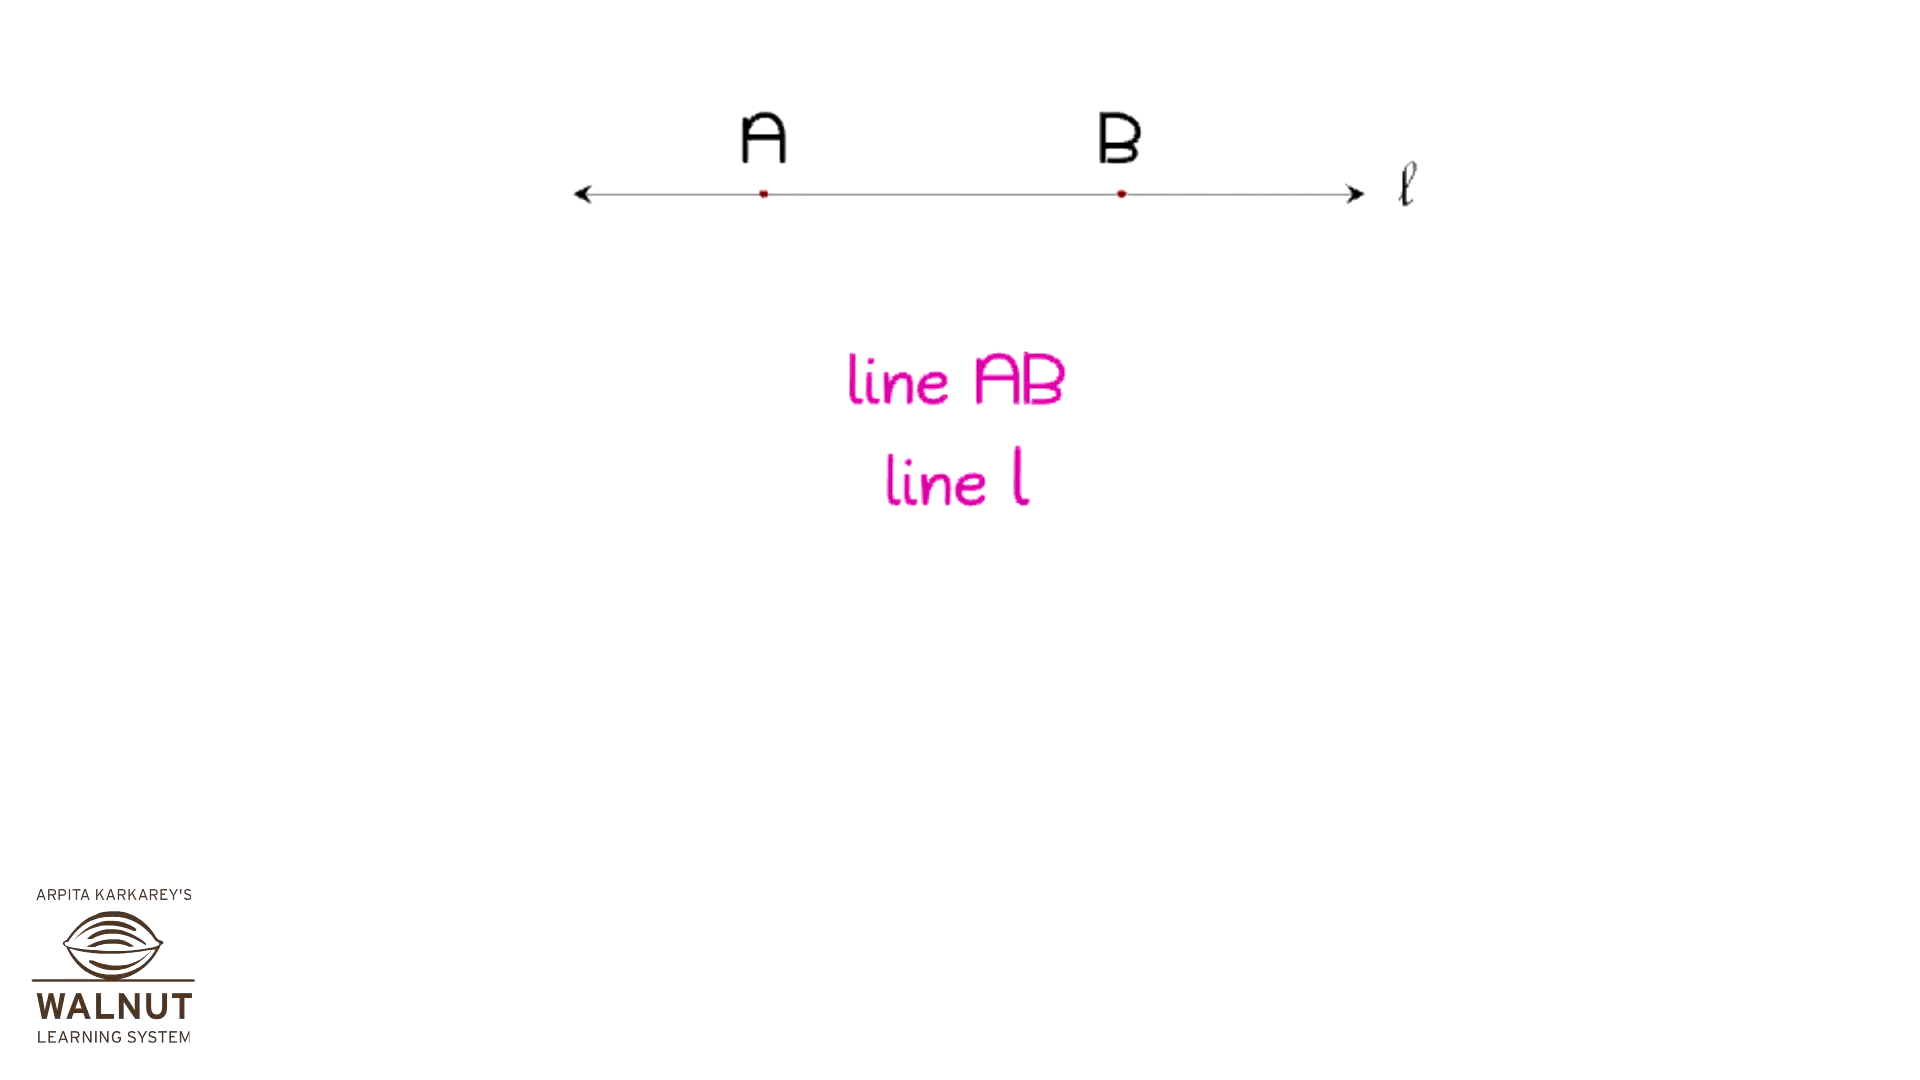 A B
ℓ
line AB
line l
ARPITA KARKAREY'S
WALNUT
LEARNING SYSTEM